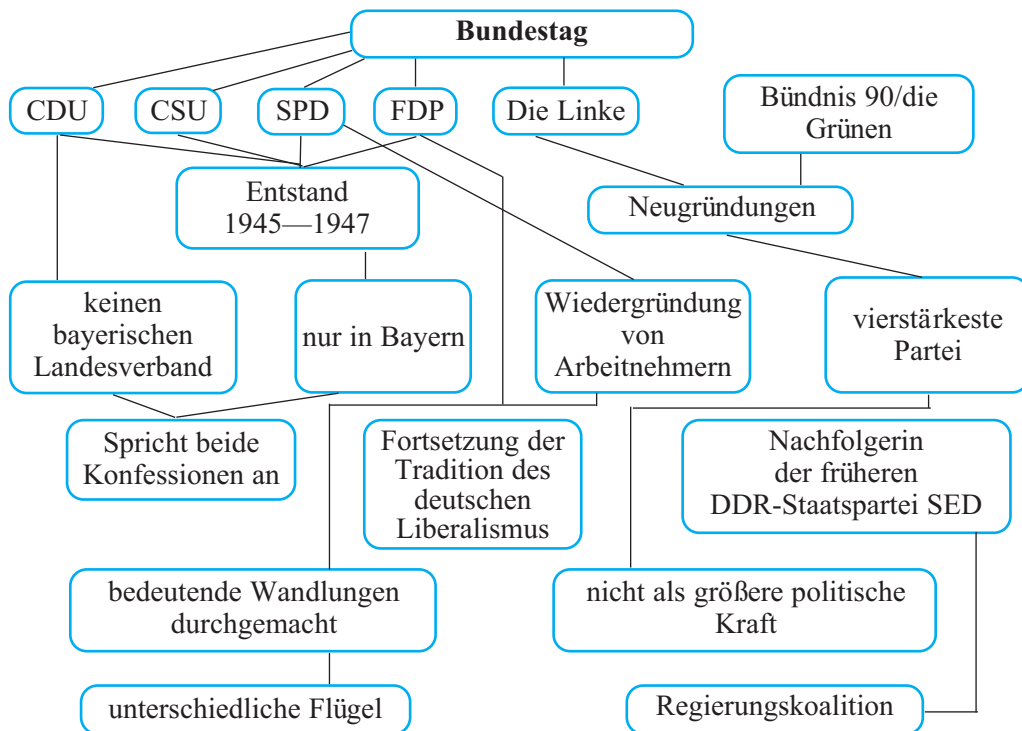 Bundestag
CDU
CSU
SPD
FDP
Die Linke
Bündnis 90/die
Grünen
Entstand
1945—1947
Neugründungen
keinen
bayerischen
Landesverband
nur in Bayern
Wiedergründung
von
Arbeitnehmern
vierstärkeste
Partei
Spricht beide
Konfessionen an
Fortsetzung der
Tradition des
deutschen
Liberalismus
Nachfolgerin
der früheren
DDR-Staatspartei SED
bedeutende Wandlungen
durchgemacht
nicht als größere politische
Kraft
unterschiedliche Flügel
Regierungskoalition